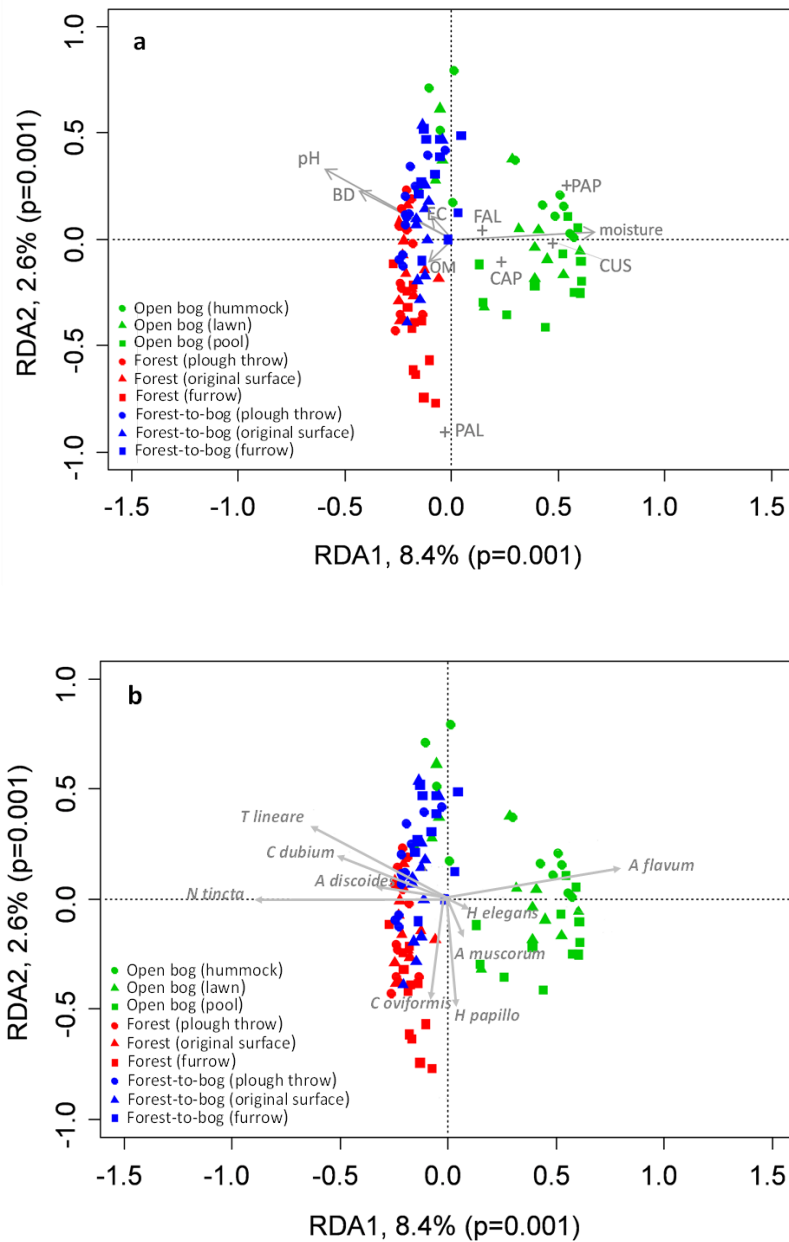 a
1.0
0.5
0.0
-0.5
-1.0
RDA2, 2.6% (p=0.001)
pH
BD
EC
OM
FAL
PAP
moisture
CAP
CUS
PAL
Open bog (hummock)
Open bog (lawn)
Open bog (pool)
Forest (plough throw)
Forest (original surface)
Forest (furrow)
Forest-to-bog (plough throw)
Forest-to-bog (original surface)
Forest-to-bog (furrow)
-1.5 -1.0 -0.5 0.0 0.5 1.0 1.5
RDA1, 8.4% (p=0.001)
b
1.0
0.5
0.0
-0.5
-1.0
RDA2, 2.6% (p=0.001)
T lineare
C dubium
A discoides
N tincta
A flavum
H elegans
A muscorum
C oviformis
H papillo
Open bog (hummock)
Open bog (lawn)
Open bog (pool)
Forest (plough throw)
Forest (original surface)
Forest (furrow)
Forest-to-bog (plough throw)
Forest-to-bog (original surface)
Forest-to-bog (furrow)
-1.5 -1.0 -0.5 0.0 0.5 1.0 1.5
RDA1, 8.4% (p=0.001)